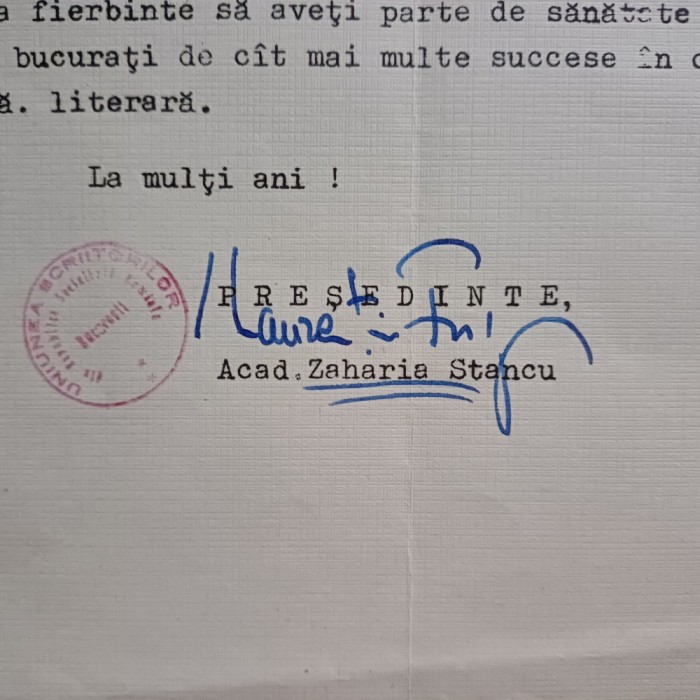 a fierbinte să aveţi parte de sănătate
bucuraţi de cît mai multe succese în
ă. literară.
La mulţi ani !
P R E Ş E D I N T E,
Acad. Zaharia Stancu
UNIUNEA SCRIITORILOR
Bucureşti